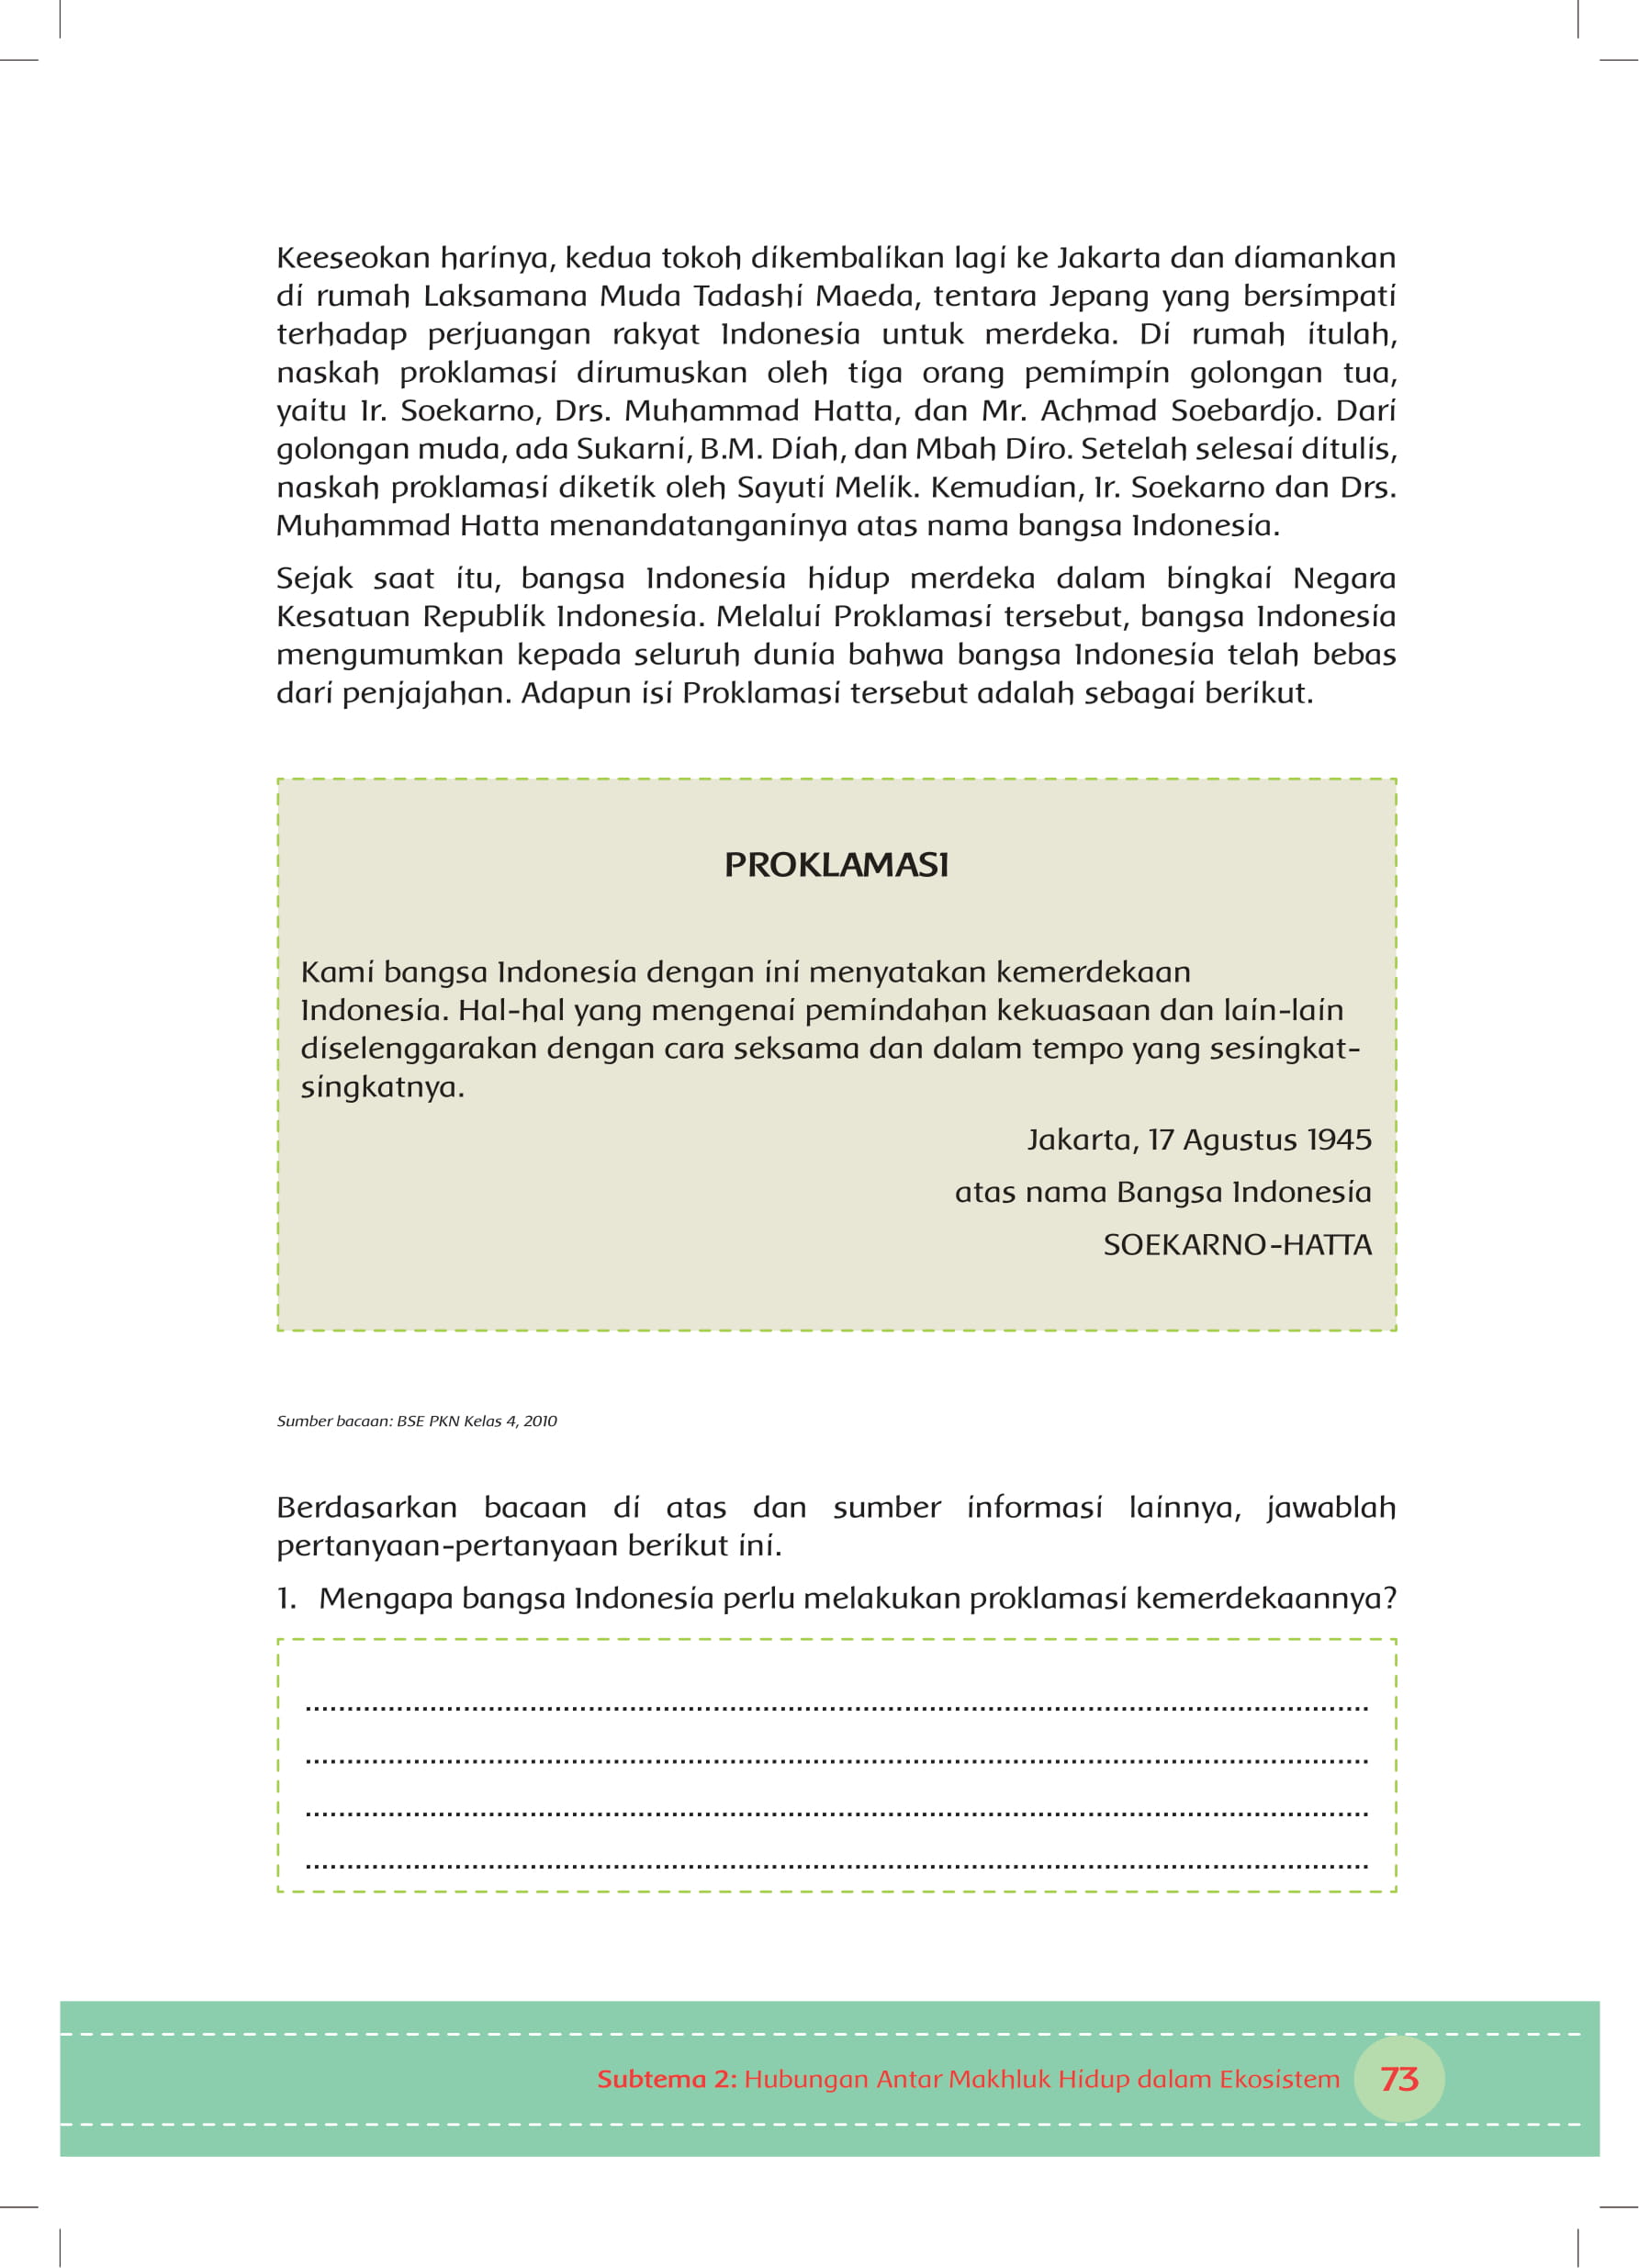 Keeseokan harinya, kedua tokoh dikembalikan lagi ke Jakarta dan diamankan
di rumah Laksamana Muda Tadashi Maeda, tentara Jepang yang bersimpati
terhadap perjuangan rakyat Indonesia untuk merdeka. Di rumah itulah,
naskah proklamasi dirumuskan oleh tiga orang pemimpin golongan tua,
yaitu Ir. Soekarno, Drs. Muhammad Hatta, dan Mr. Achmad Soebardjo. Dari
golongan muda, ada Sukarni, B.M. Diah, dan Mbah Diro. Setelah selesai ditulis,
naskah proklamasi diketik oleh Sayuti Melik. Kemudian, Ir. Soekarno dan Drs.
Muhammad Hatta menandatanganinya atas nama bangsa Indonesia.
Sejak saat itu, bangsa Indonesia hidup merdeka dalam bingkai Negara
Kesatuan Republik Indonesia. Melalui Proklamasi tersebut, bangsa Indonesia
mengumumkan kepada seluruh dunia bahwa bangsa Indonesia telah bebas
dari penjajahan. Adapun isi Proklamasi tersebut adalah sebagai berikut.
PROKLAMASI
Kami bangsa Indonesia dengan ini menyatakan kemerdekaan
Indonesia. Hal-hal yang mengenai pemindahan kekuasaan dan lain-lain
diselenggarakan dengan cara seksama dan dalam tempo yang sesingkat-
singkatnya.
Jakarta, 17 Agustus 1945
atas nama Bangsa Indonesia
SOEKARNO-HATTA
Sumber bacaan: BSE PKN Kelas 4, 2010
Berdasarkan bacaan di atas dan sumber informasi lainnya, jawablah
pertanyaan-pertanyaan berikut ini.
1. Mengapa bangsa Indonesia perlu melakukan proklamasi kemerdekaannya?
Subtema 2: Hubungan Antar Makhluk Hidup dalam Ekosistem 73